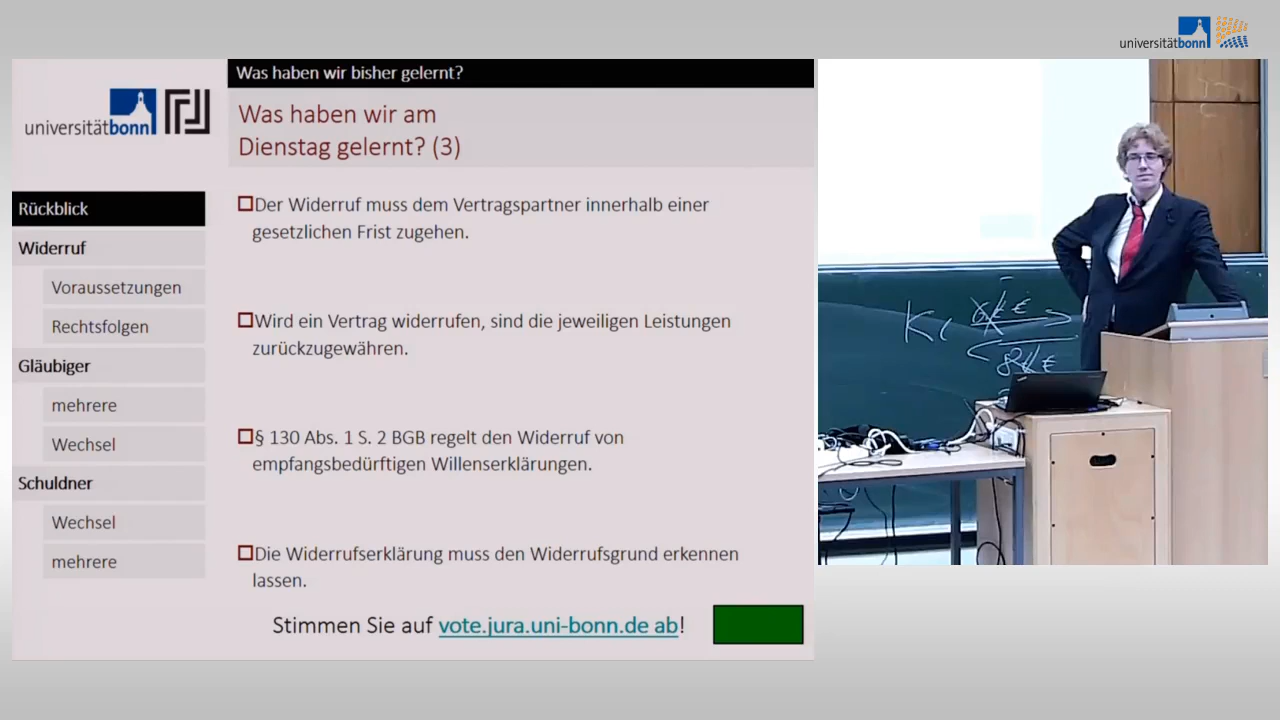 universitätbonn
Was haben wir bisher gelernt?
universitätbonn
Was haben wir am
Dienstag gelernt? (3)
Rückblick
Widerruf
Voraussetzungen
Rechtsfolgen
Gläubiger
mehrere
Wechsel
Schuldner
Wechsel
mehrere
Der Widerruf muss dem Vertragspartner innerhalb einer
gesetzlichen Frist zugehen.
Wird ein Vertrag widerrufen, sind die jeweiligen Leistungen
zurückzugewähren.
§ 130 Abs. 1 S. 2 BGB regelt den Widerruf von
empfangsbedürftigen Willenserklärungen.
Die Widerrufserklärung muss den Widerrufsgrund erkennen
lassen.
Stimmen Sie auf vote.jura.uni-bonn.de ab!
K